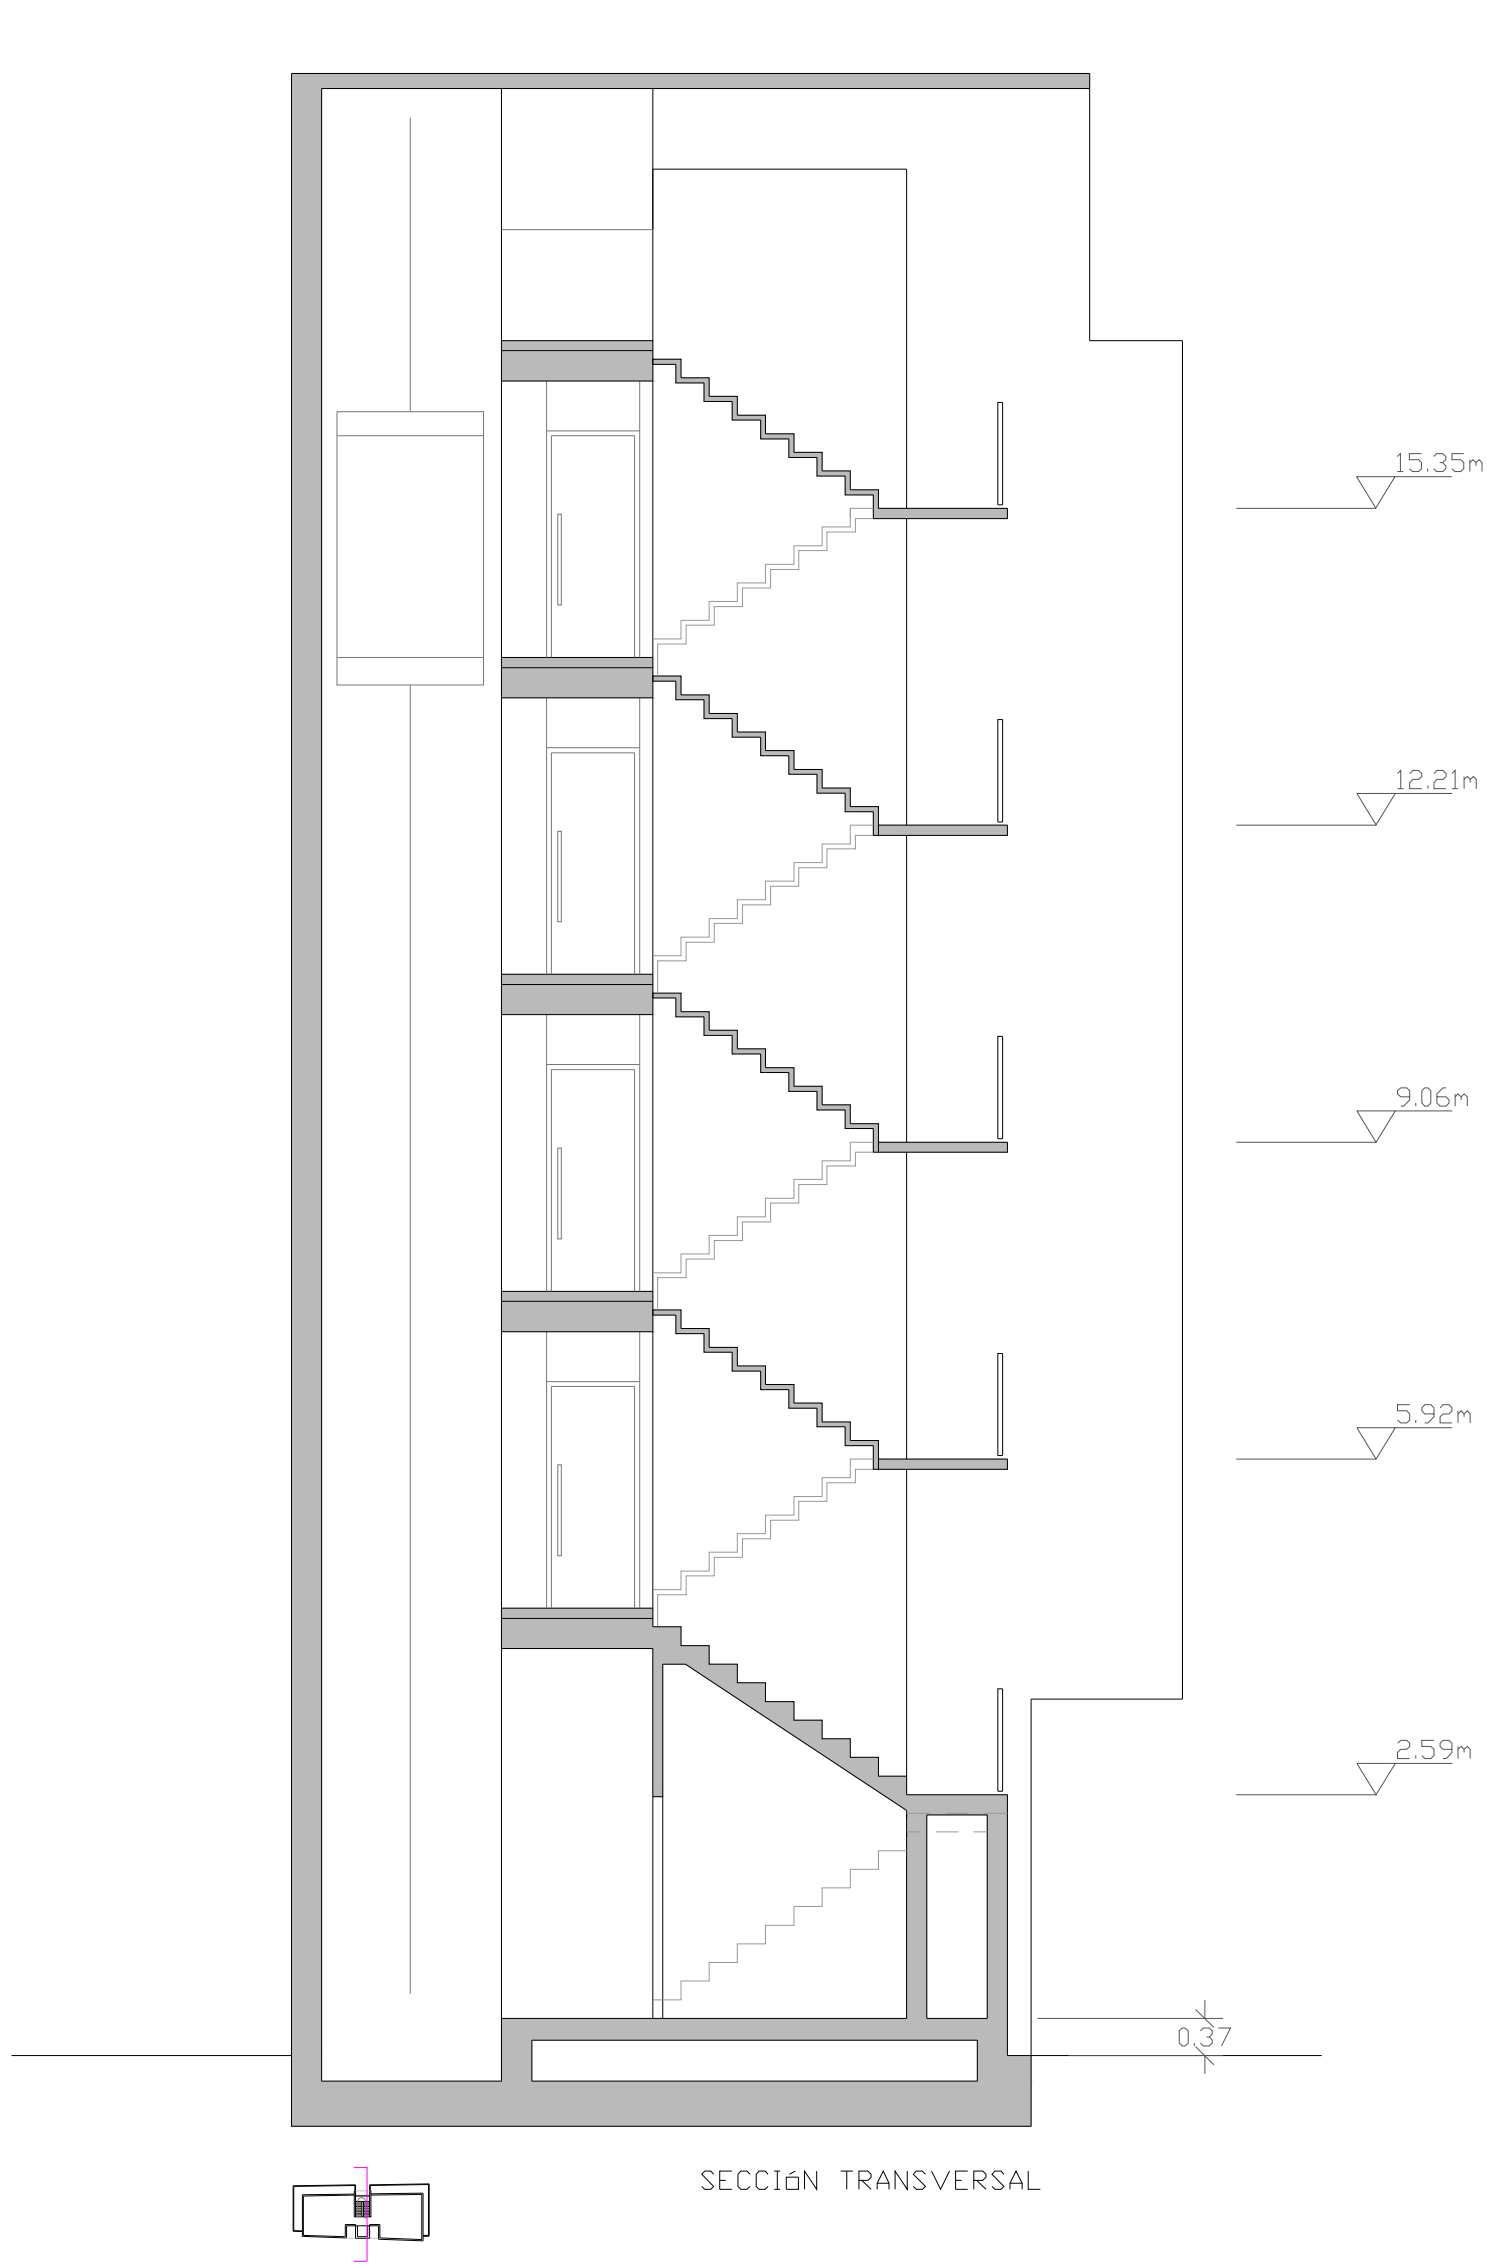 15.35m
12.21m
9.06m
5.92m
2.59m
0.37
SECCIóN TRANSVERSAL